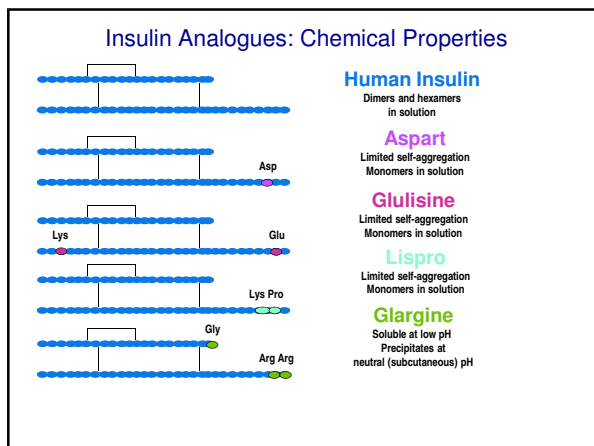 Insulin Analogues: Chemical Properties
Human Insulin
Dimers and hexamers
in solution
Aspart
Limited self-aggregation
Monomers in solution
Asp
Glulisine
Limited self-aggregation
Monomers in solution
Lys
Glu
Lispro
Limited self-aggregation
Monomers in solution
Lys Pro
Glargine
Soluble at low pH
Precipitates at
neutral (subcutaneous) pH
Gly
Arg Arg